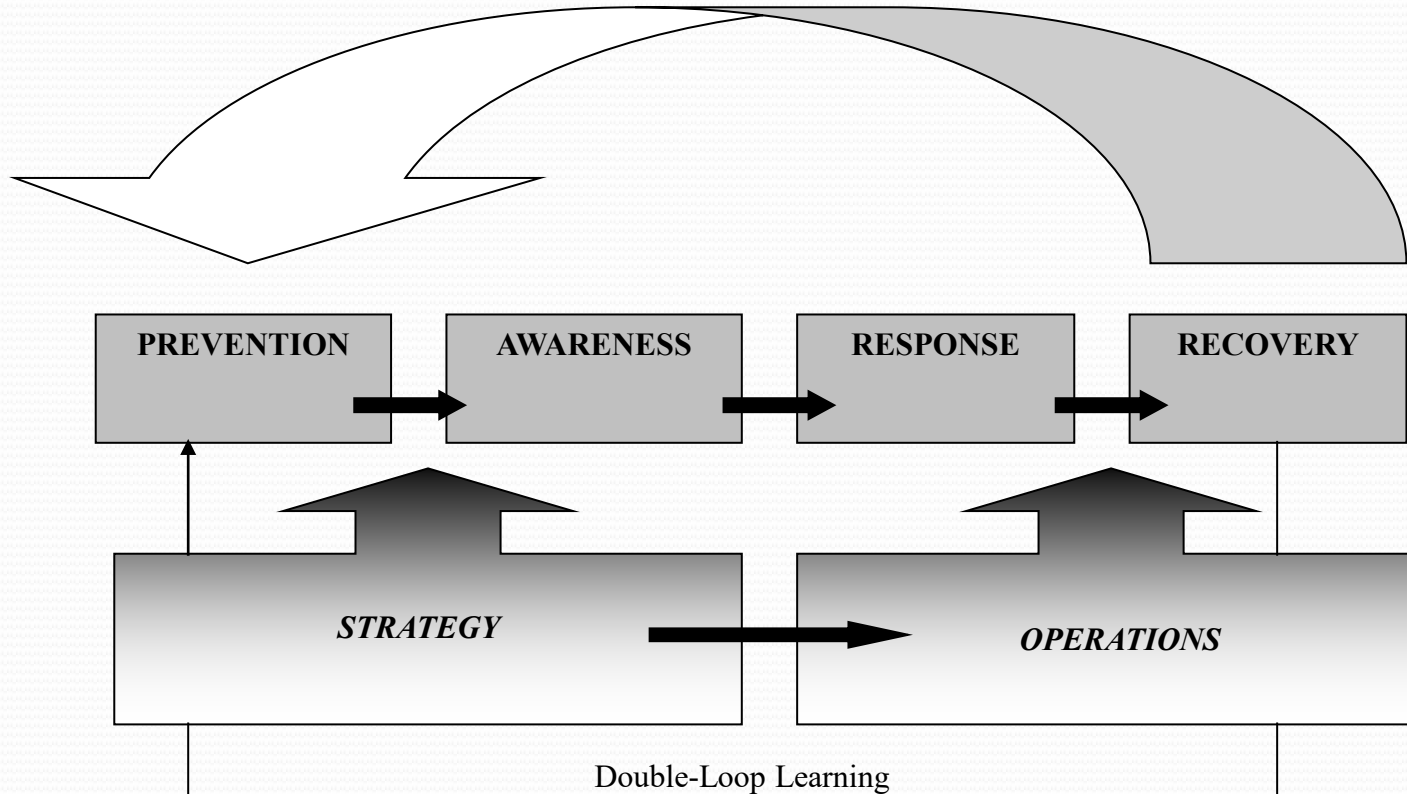 PREVENTION
AWARENESS
RESPONSE
RECOVERY
STRATEGY
OPERATIONS
Double-Loop Learning